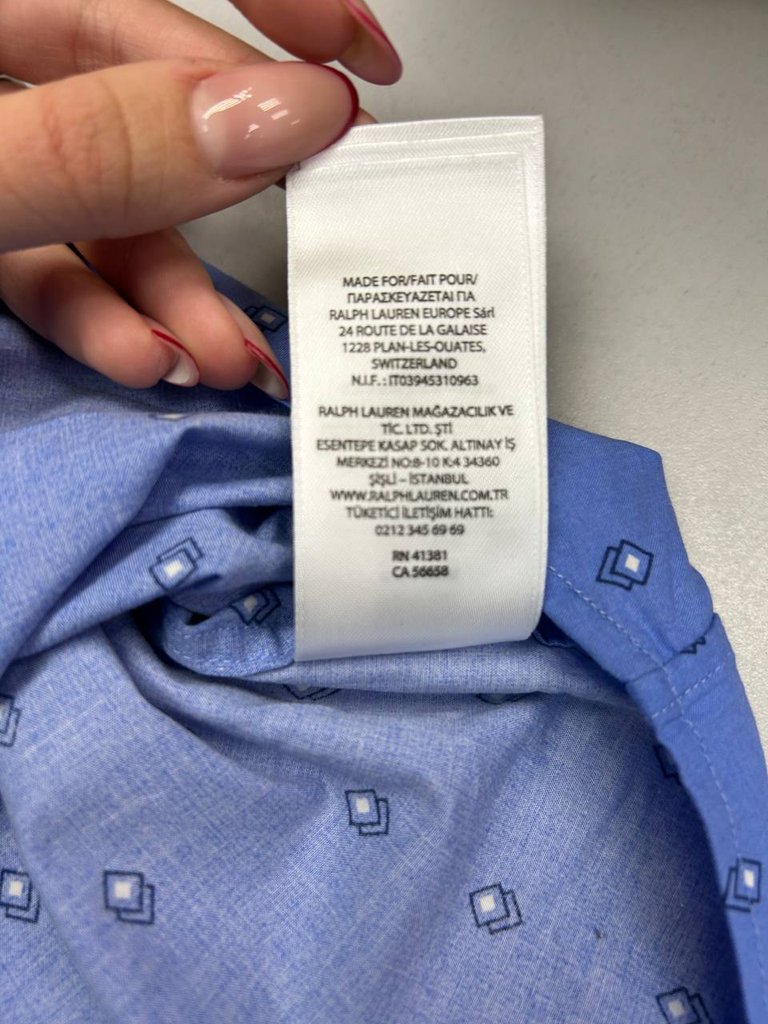 MADE FOR/FAIT POUR/
ΠΑΡΑΣΚΕΥΑΖΕΤΑΙ ΓΙΑ
RALPH LAUREN EUROPE Sárl
24 ROUTE DE LA GALAISE
1228 PLAN-LES-OUATES,
SWITZERLAND
N.I.F. : IT03945310963
RALPH LAUREN MAĞAZACILIK VE
TİC. LTD. ŞTİ
ESENTEPE KASAP SOK. ALTINAY İŞ
MERKEZİ NO:8-10 K:4 34360
ŞİŞLİ – İSTANBUL
WWW.RALPHLAUREN.COM.TR
TÜKETİCİ İLETİŞİM HATTI:
0212 345 69 69
RN 41381
CA 56658